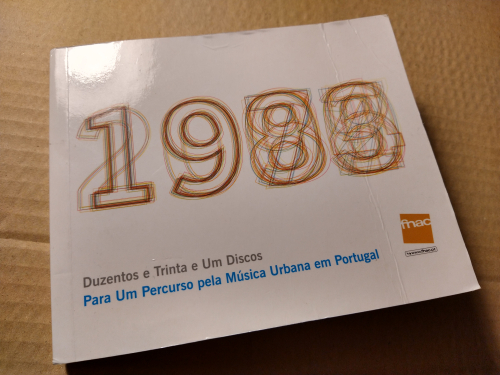 Duzentos e Trinta e Um Discos
Para Um Percurso pela Música Urbana em Portugal
fnac